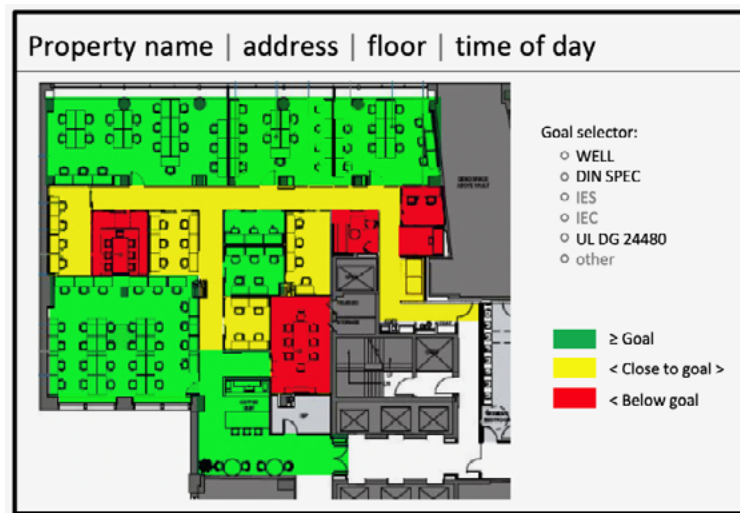 Property name | address | floor | time of day
Goal selector:
WELL
DIN SPEC
IES
IEC
UL DG 24480
other
≥ Goal
< Close to goal >
< Below goal